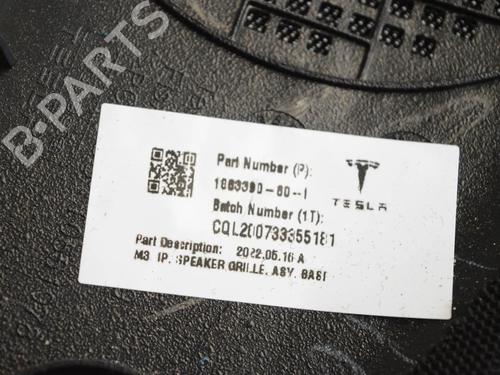 B-PARTS
Part Number (P):
1083390-60--I
Batch Number (1T):
CQL200733355181
TESLA
Part Description: 2022.05.16 A
M3 IP, SPEAKER GRILLE, ASY, BASE